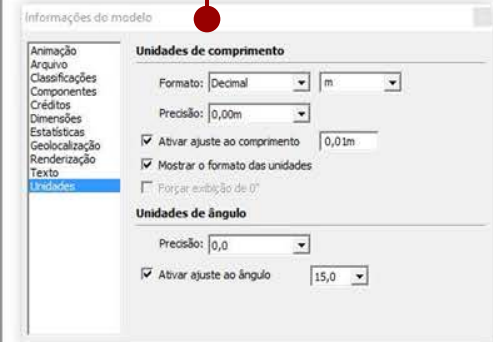 Informações do modelo
Animação
Arquivo
Classificações
Componentes
Créditos
Dimensões
Estatísticas
Geolocalização
Renderização
Texto
Unidades
Unidades de comprimento
Formato: Decimal m
Precisão: 0,00m
Ativar ajuste ao comprimento 0,01m
Mostrar o formato das unidades
Forçar exibição de 0"
Unidades de ângulo
Precisão: 0,0
Ativar ajuste ao ângulo 15,0